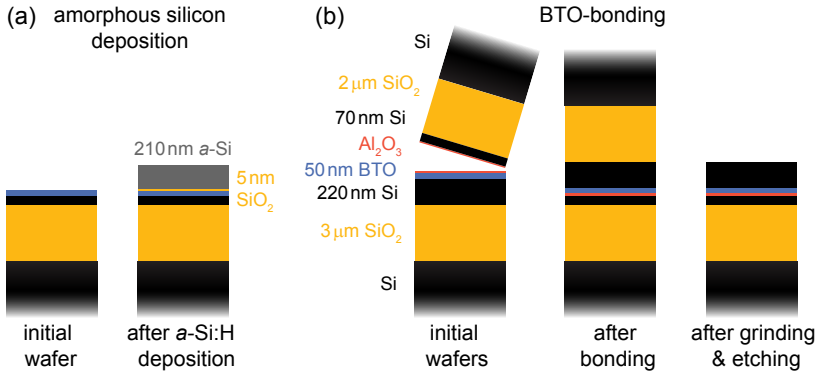 (a)
amorphous silicon
deposition
210 nm a-Si
5 nm
SiO₂
initial
wafer
after a-Si:H
deposition
(b)
BTO-bonding
Si
2 μm SiO₂
70 nm Si
Al₂O₃
50 nm BTO
220 nm Si
3 μm SiO₂
Si
initial
wafers
after
bonding
after grinding
& etching